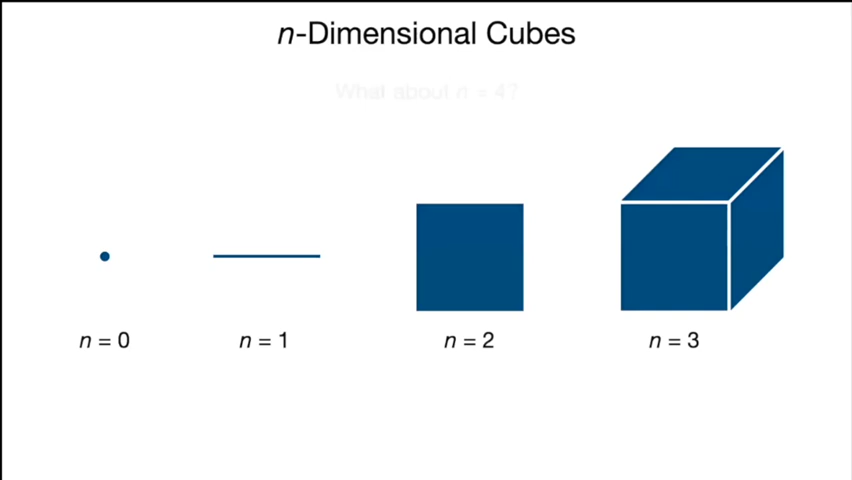 n-Dimensional Cubes
What about n = 4?
n = 0
n = 1
n = 2
n = 3